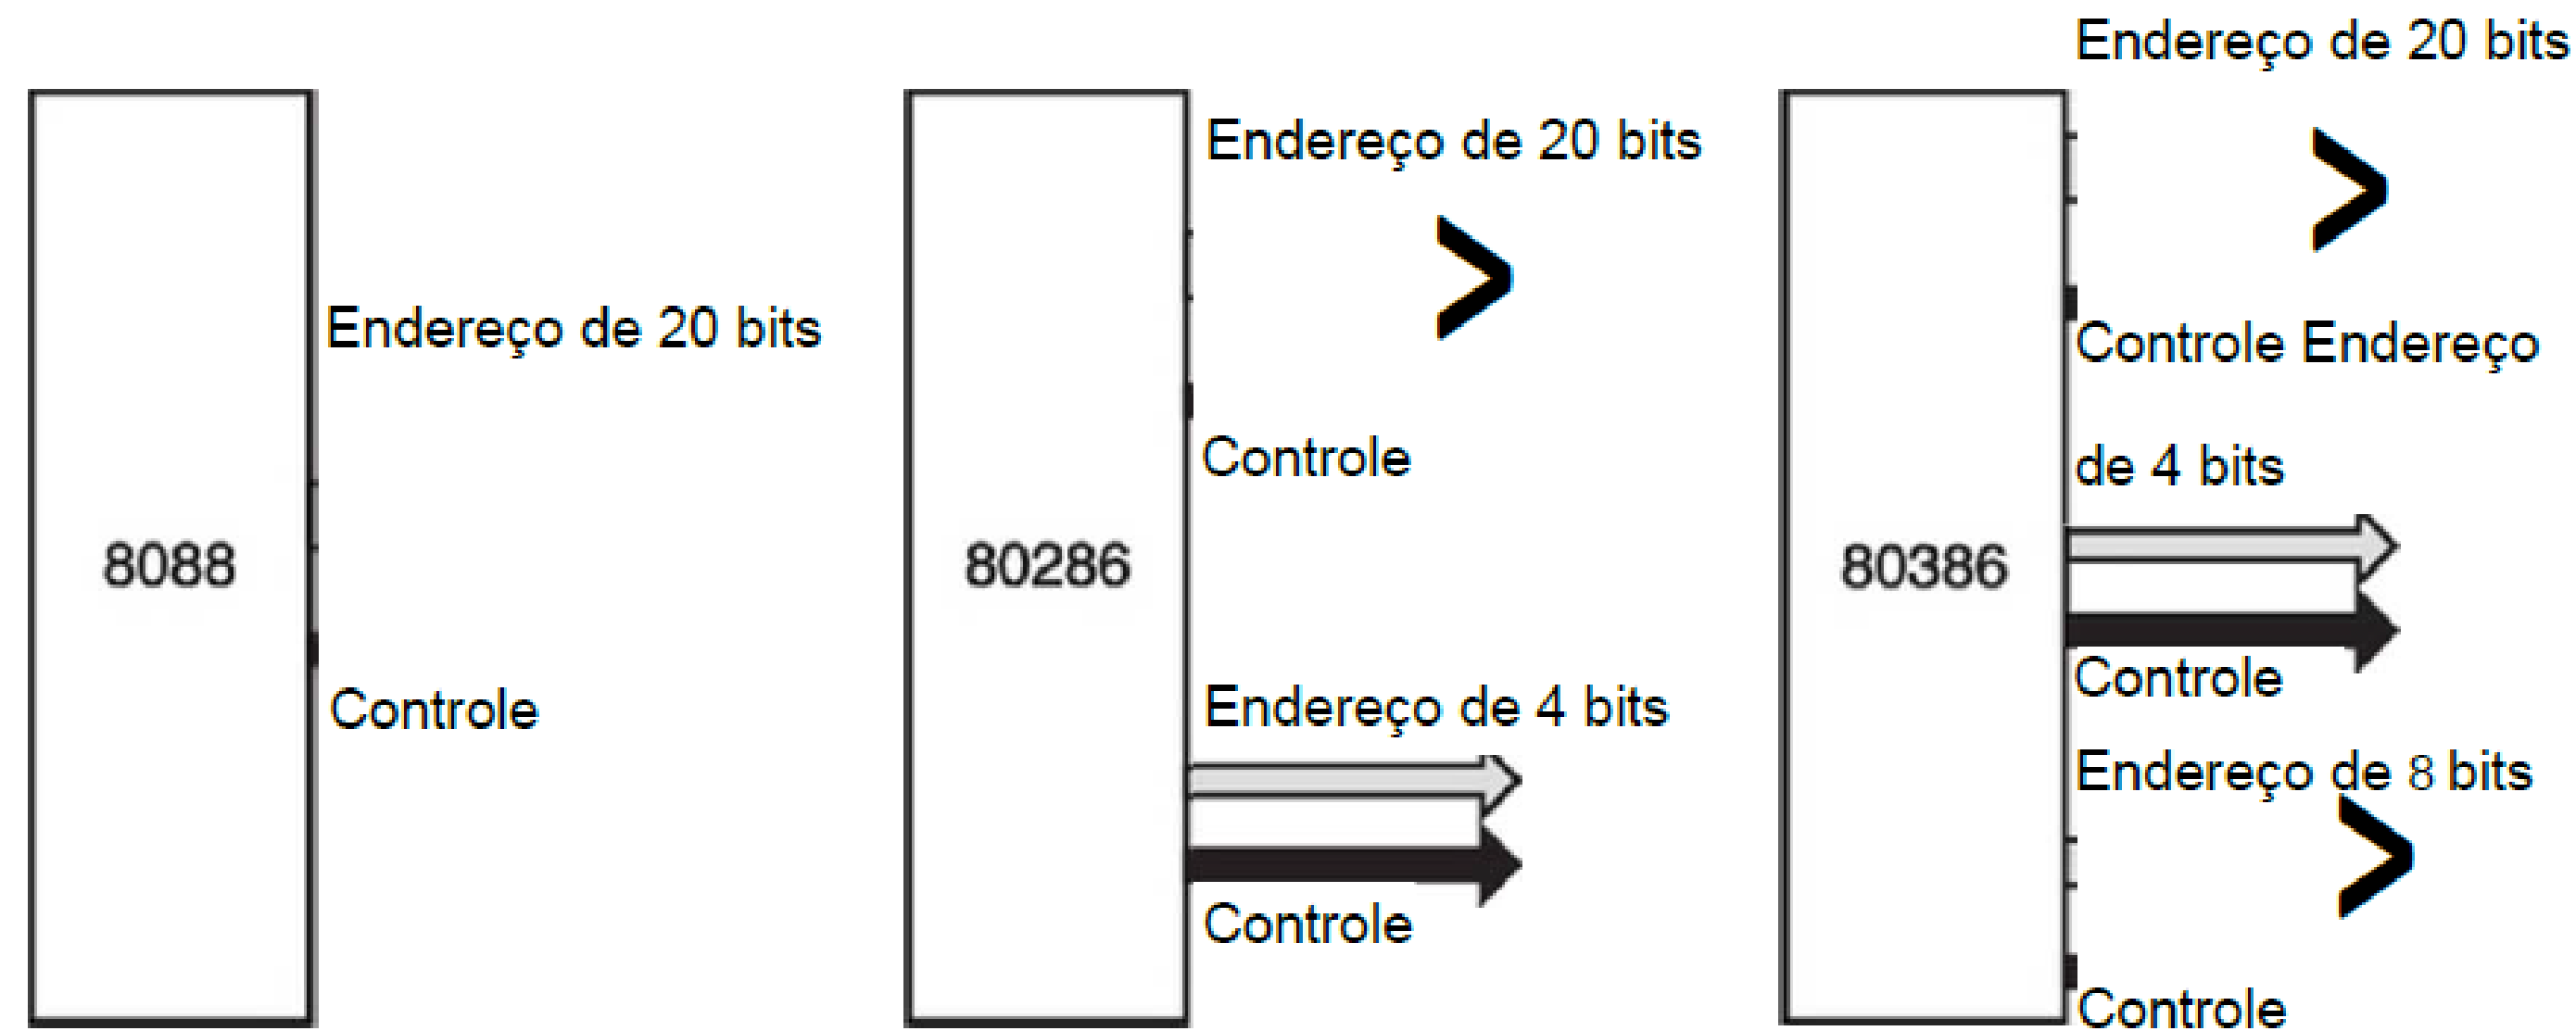 8088
Endereço de 20 bits
Controle
80286
Endereço de 20 bits
>
Controle
Endereço de 4 bits
Controle
80386
Endereço de 20 bits
>
Controle Endereço
de 4 bits
Controle
Endereço de 8 bits
>
Controle